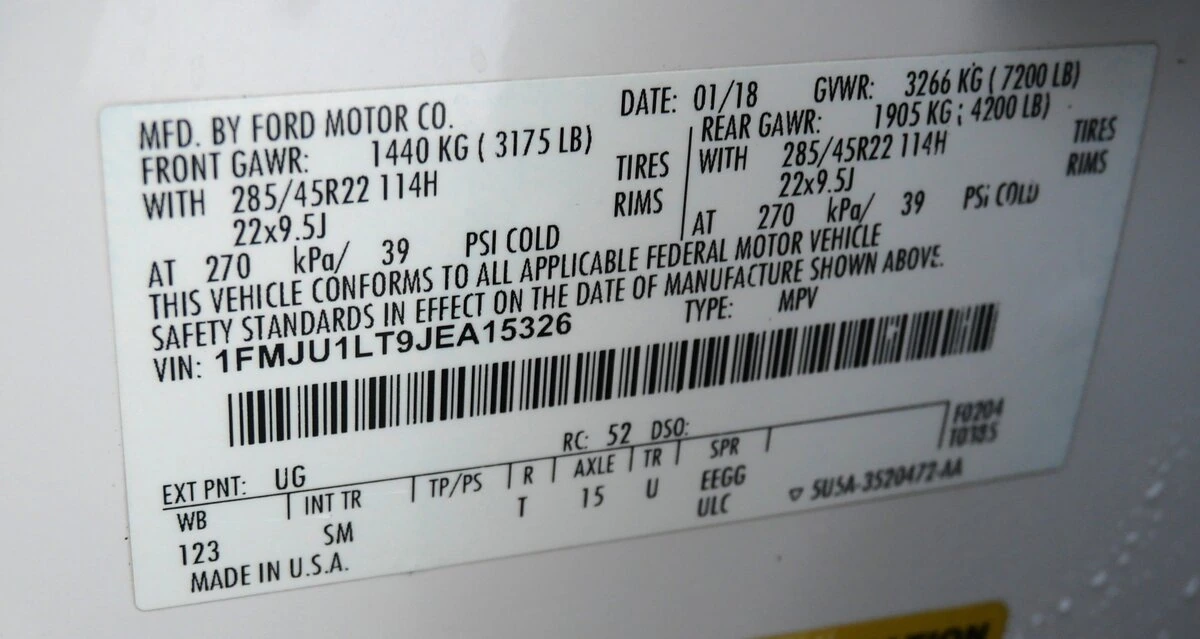 MFD. BY FORD MOTOR CO. DATE: 01/18 GVWR: 3266 KG ( 7200 LB)
FRONT GAWR: 1440 KG ( 3175 LB) REAR GAWR: 1905 KG ; 4200 LB)
WITH 285/45R22 114H TIRES WITH 285/45R22 114H TIRES
22x9.5J RIMS 22x9.5J RIMS
AT 270 kPa/ 39 PSI COLD AT 270 kPa/ 39 PSi COLD
THIS VEHICLE CONFORMS TO ALL APPLICABLE FEDERAL MOTOR VEHICLE
SAFETY STANDARDS IN EFFECT ON THE DATE OF MANUFACTURE SHOWN ABOVE.
VIN: 1FMJU1LT9JEA15326 TYPE: MPV
F0204
T0385
EXT PNT: UG RC: 52 DSO:
WB INT TR TP/PS R AXLE TR SPR
123 SM T 15 U EEGG
ULC
▽ 5U5A-3520472-AA
MADE IN U.S.A.